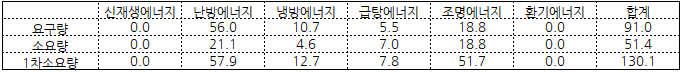 신재생에너지 난방에너지 냉방에너지 급탕에너지 조명에너지 환기에너지 합계
요구량 0.0 56.0 10.7 5.5 18.8 0.0 91.0
소요량 0.0 21.1 4.6 7.0 18.8 0.0 51.4
1차소요량 0.0 57.9 12.7 7.8 51.7 0.0 130.1